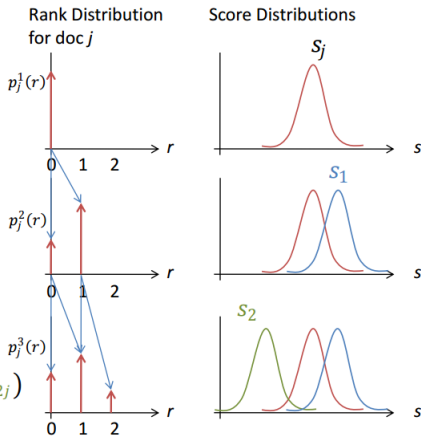 Rank Distribution
for doc j
Score Distributions
S_j
p_j^1(r)
r
s
0 1 2
S_1
p_j^2(r)
r
s
0 1 2
S_2
p_j^3(r)
2j)
r
s
0 1 2